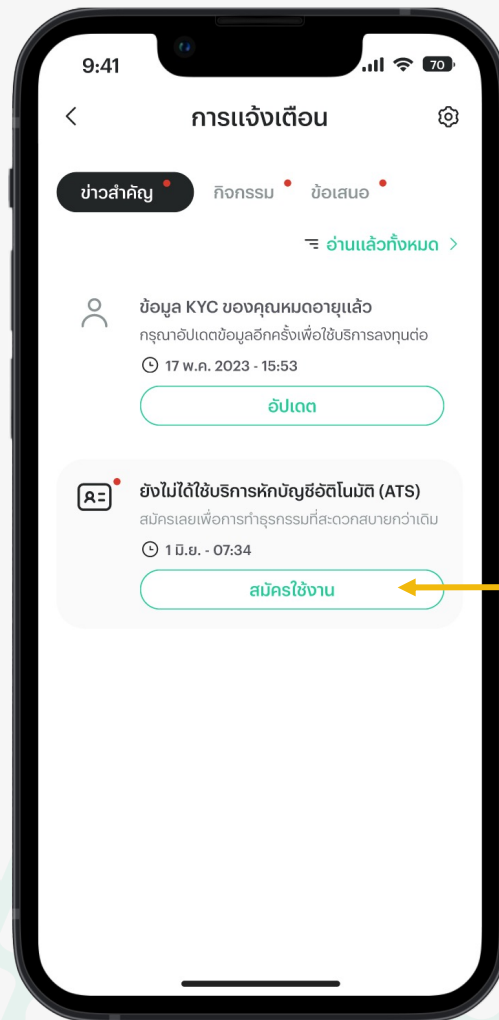 9:41
70
การแจ้งเตือน
ข่าวสำคัญ กิจกรรม ข้อเสนอ
อ่านแล้วทั้งหมด
ข้อมูล KYC ของคุณหมดอายุแล้ว
กรุณาอัปเดตข้อมูลอีกครั้งเพื่อใช้บริการลงทุนต่อ
17 พ.ค. 2023 - 15:53
อัปเดต
ยังไม่ได้ใช้บริการหักบัญชีอัติโนมัติ (ATS)
สมัครเลยเพื่อการทำธุรกรรมที่สะดวกสบายกว่าเดิม
1 มิ.ย. - 07:34
สมัครใช้งาน